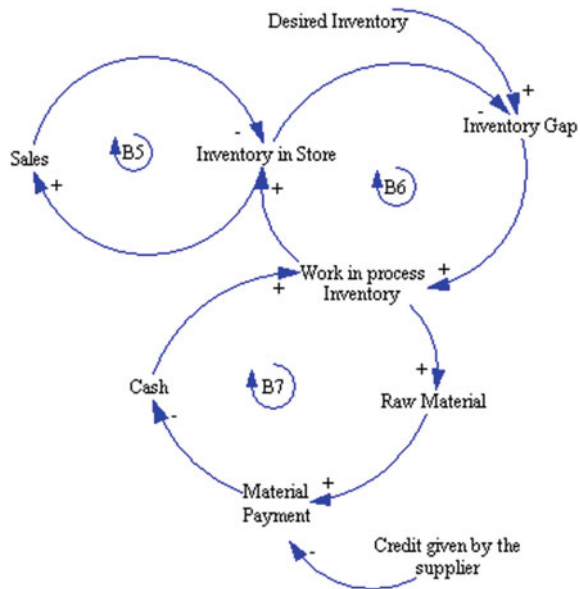 Desired Inventory
+
-
Inventory Gap
B5
-
Sales
Inventory in Store
+
+
B6
Work in process
Inventory
+
+
Cash
B7
+
Raw Material
-
+
Material
Payment
-
Credit given by the
supplier